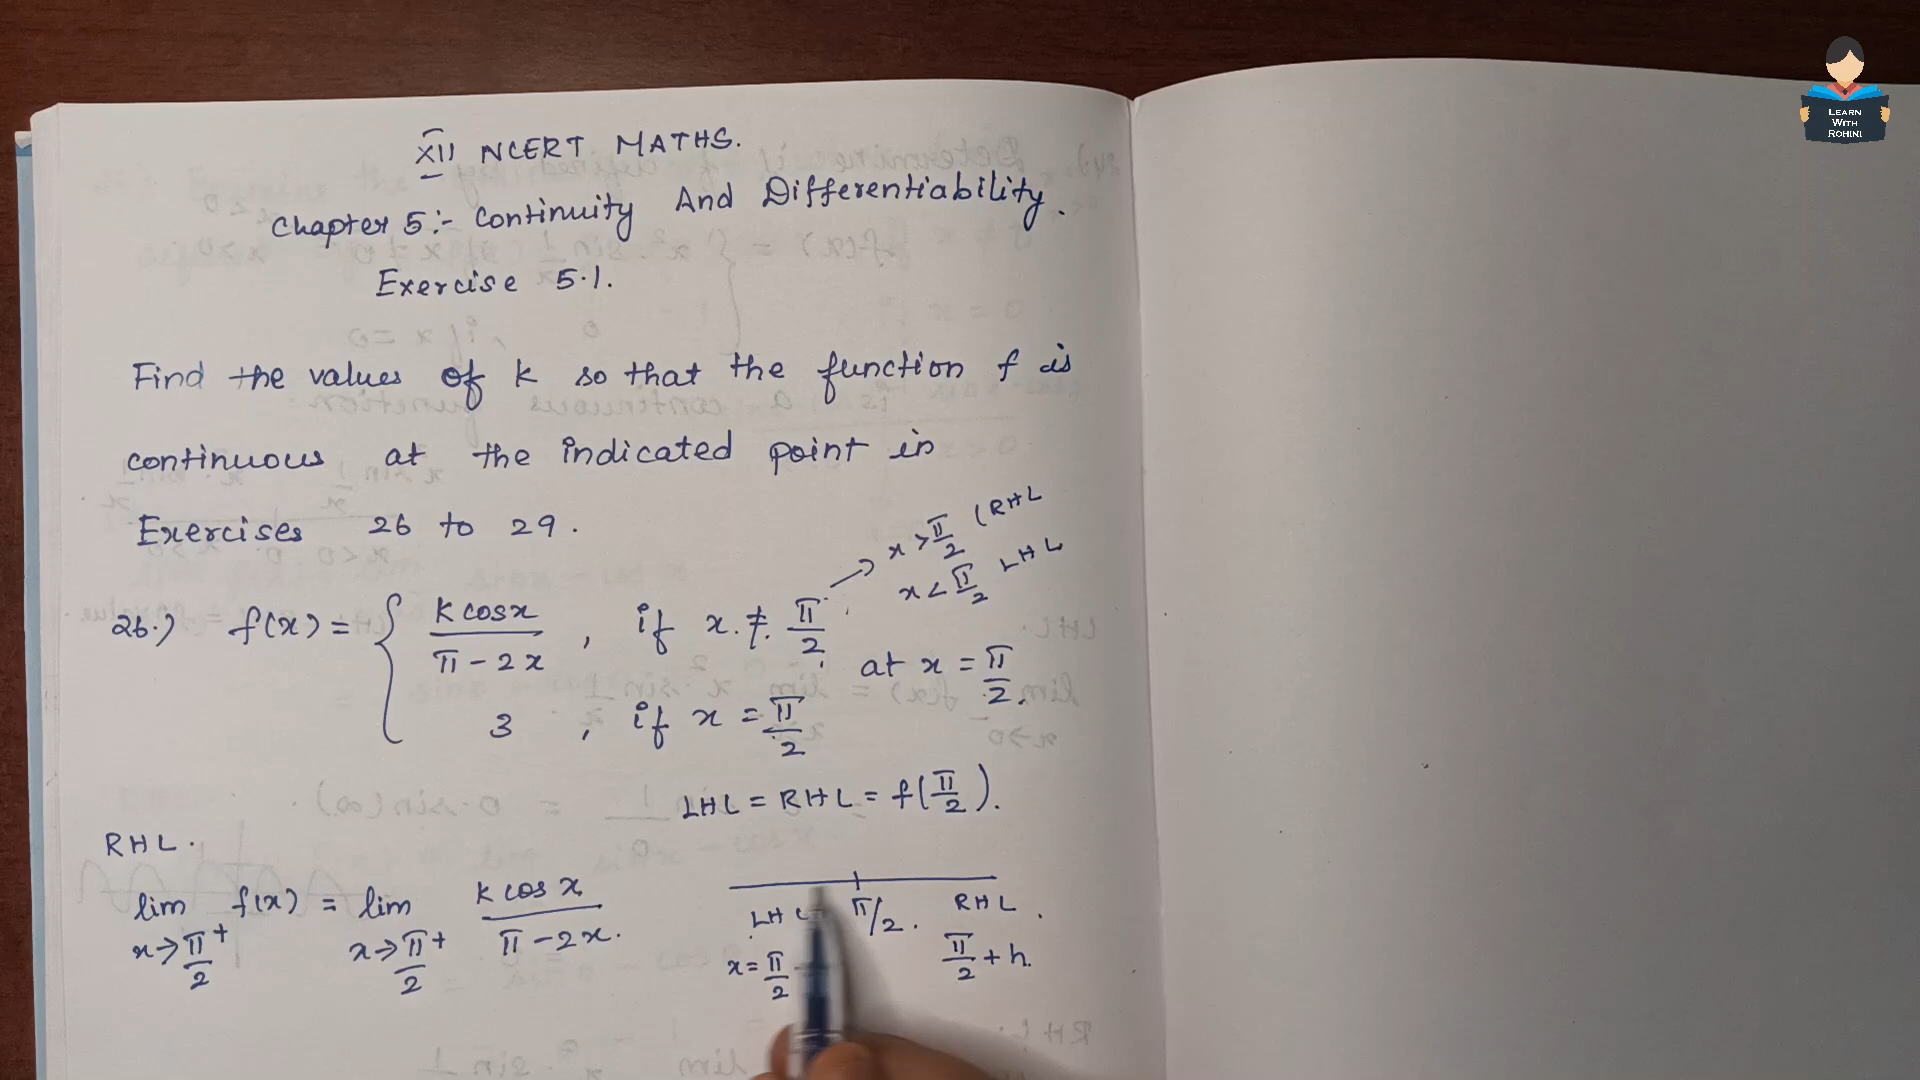 XII NCERT MATHS.
Chapter 5:- Continuity And Differentiability.
Exercise 5.1.
Find the values of k so that the function f is
continuous at the indicated point in
Exercises 26 to 29.
x > π/2 (RHL
x < π/2 LHL
26.) f(x) = { k cosx / π - 2x , if x ≠ π/2
at x = π/2.
3 , if x = π/2
LHL = RHL = f(π/2).
RHL.
lim x→π/2⁺ f(x) = lim x→π/2⁺ k cos x / π - 2x.
LHL π/2. RHL.
x = π/2 π/2 + h.
LEARN
WITH
ROHINI